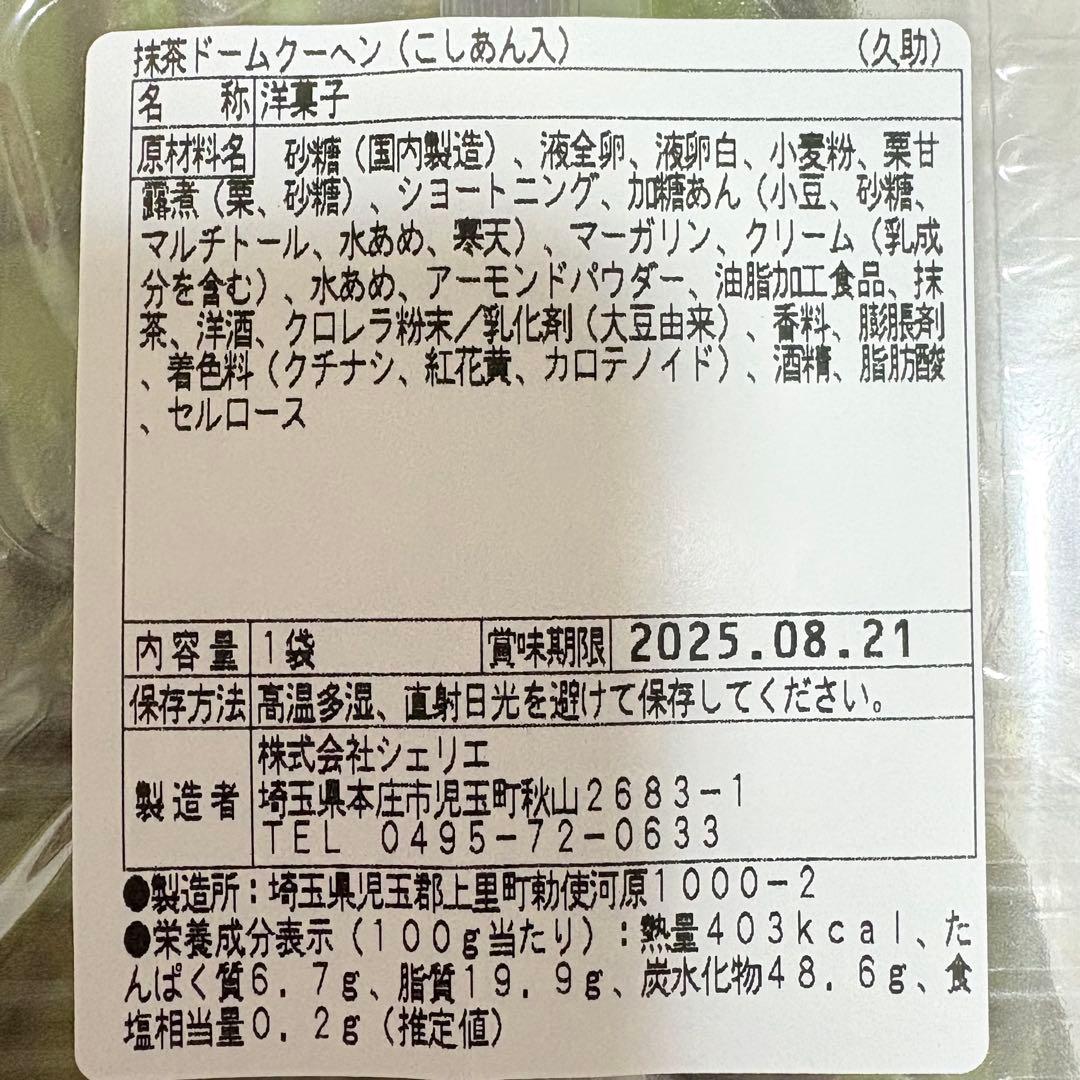 抹茶ドームクーヘン（こしあん入）　（久助）
名称 洋菓子
原材料名 砂糖（国内製造）、液全卵、液卵白、小麦粉、栗甘
露煮（栗、砂糖）、ショートニング、加糖あん（小豆、砂糖、
マルチトール、水あめ、寒天）、マーガリン、クリーム（乳成
分を含む）、水あめ、アーモンドパウダー、油脂加工食品、抹
茶、洋酒、クロレラ粉末／乳化剤（大豆由来）、香料、膨脹剤
、着色料（クチナシ、紅花黄、カロテノイド）、酒精、脂肪酸
、セルロース
内容量 1袋 賞味期限 2025.08.21
保存方法 高温多湿、直射日光を避けて保存してください。
製造者 株式会社シェリエ
埼玉県本庄市児玉町秋山２６８３−１
ＴＥＬ　０４９５−７２−０６３３
●製造所：埼玉県児玉郡上里町勅使河原１０００−２
●栄養成分表示（１００ｇ当たり）：熱量４０３ｋｃａｌ、た
んぱく質６．７ｇ、脂質１９．９ｇ、炭水化物４８．６ｇ、食
塩相当量０．２ｇ（推定値）